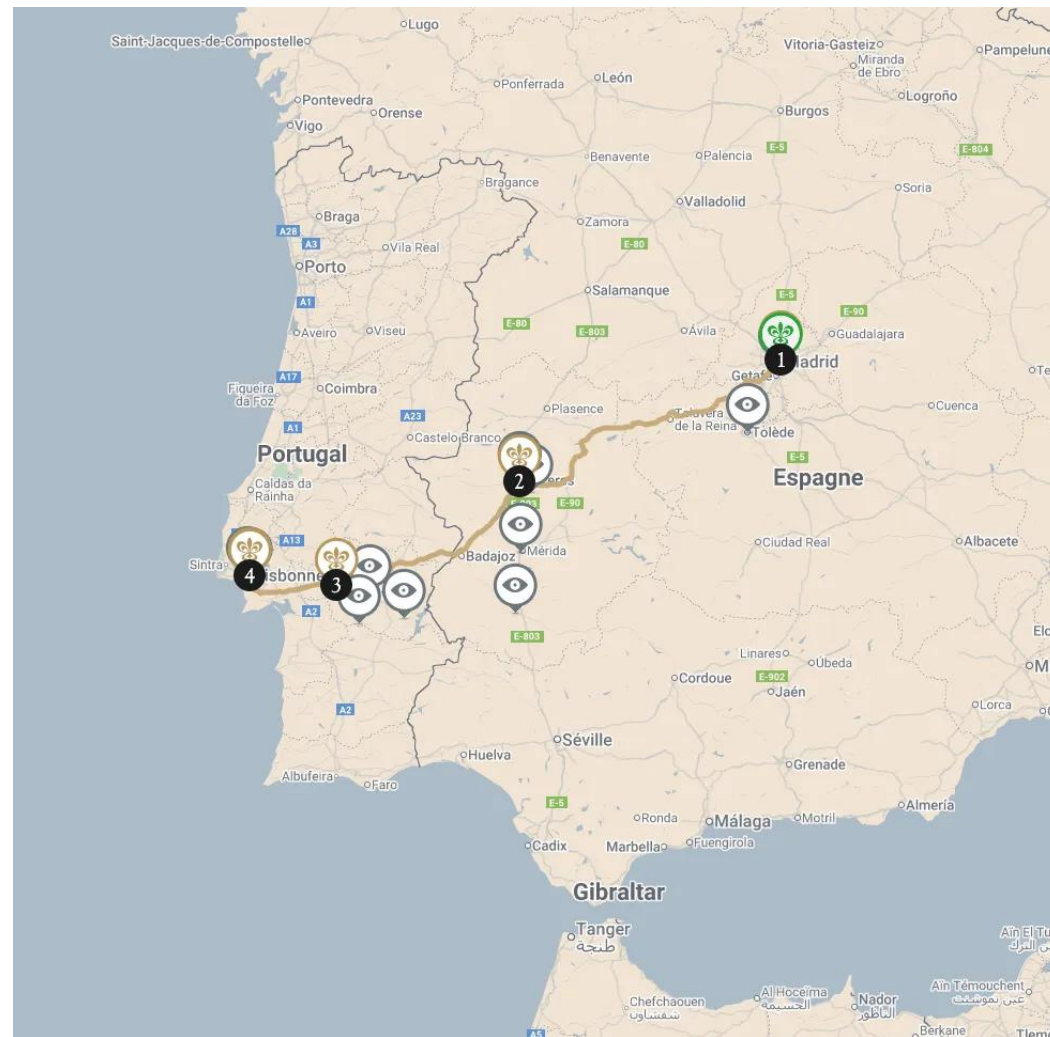 Lugo
Saint-Jacques-de-Compostelle
Vitoria-Gasteiz
Pampelune
Miranda
de Ebro
León
Ponferrada
Logroño
Pontevedra
Orense
Burgos
Vigo
E-5
E-804
Benavente
Palencia
Bragance
Soria
Valladolid
Braga
Zamora
A28
A3
Vila Real
E-80
Porto
Salamanque
E-5
A1
E-90
E-80
E-803
Aveiro
Viseu
Ávila
Guadalajara
1
adrid
A17
Getafe
Figueira
da Foz
Coimbra
Plasence
Cuenca
A23
Talavera
de la Reina
A1
Castelo Branco
Tolède
Portugal
E-5
Espagne
2
Caldas da
Rainha
E-90
A13
Ciudad Real
Albacete
Badajoz
Mérida
Sintra
4
isbonne
3
A2
E-803
Linares
Úbeda
Cordoue
E-902
Jaén
A2
Lorca
Séville
Huelva
Grenade
Albufeira
Faro
E-5
Almería
Ronda
Málaga
Motril
Cadix
Marbella
Fuengirola
Gibraltar
Tanger
طنجة
Al Hoceïma
الحسيمة
Nador
الناظور
Aïn Témouchent
عين تموشنت
Chefchaouen
شفشاون
A5
Berkane